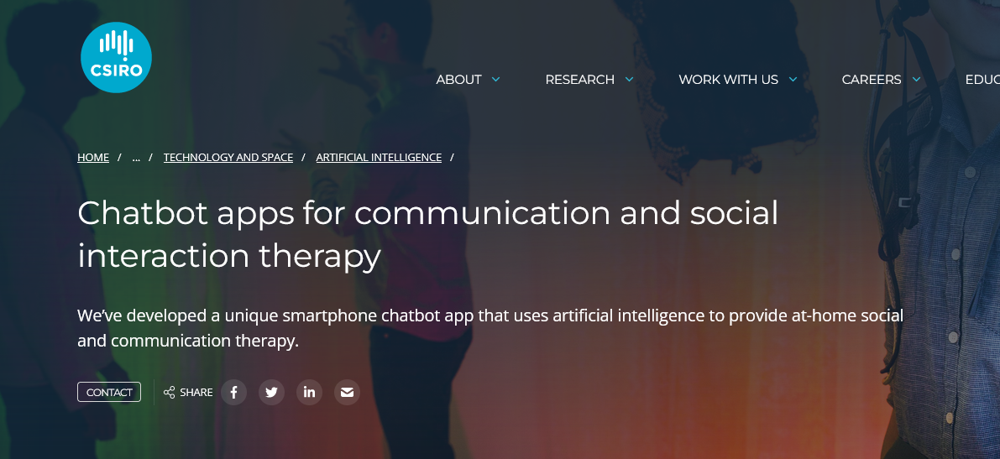 CSIRO
ABOUT RESEARCH WORK WITH US CAREERS EDUC
HOME / ... / TECHNOLOGY AND SPACE / ARTIFICIAL INTELLIGENCE /
Chatbot apps for communication and social
interaction therapy
We've developed a unique smartphone chatbot app that uses artificial intelligence to provide at-home social
and communication therapy.
CONTACT SHARE